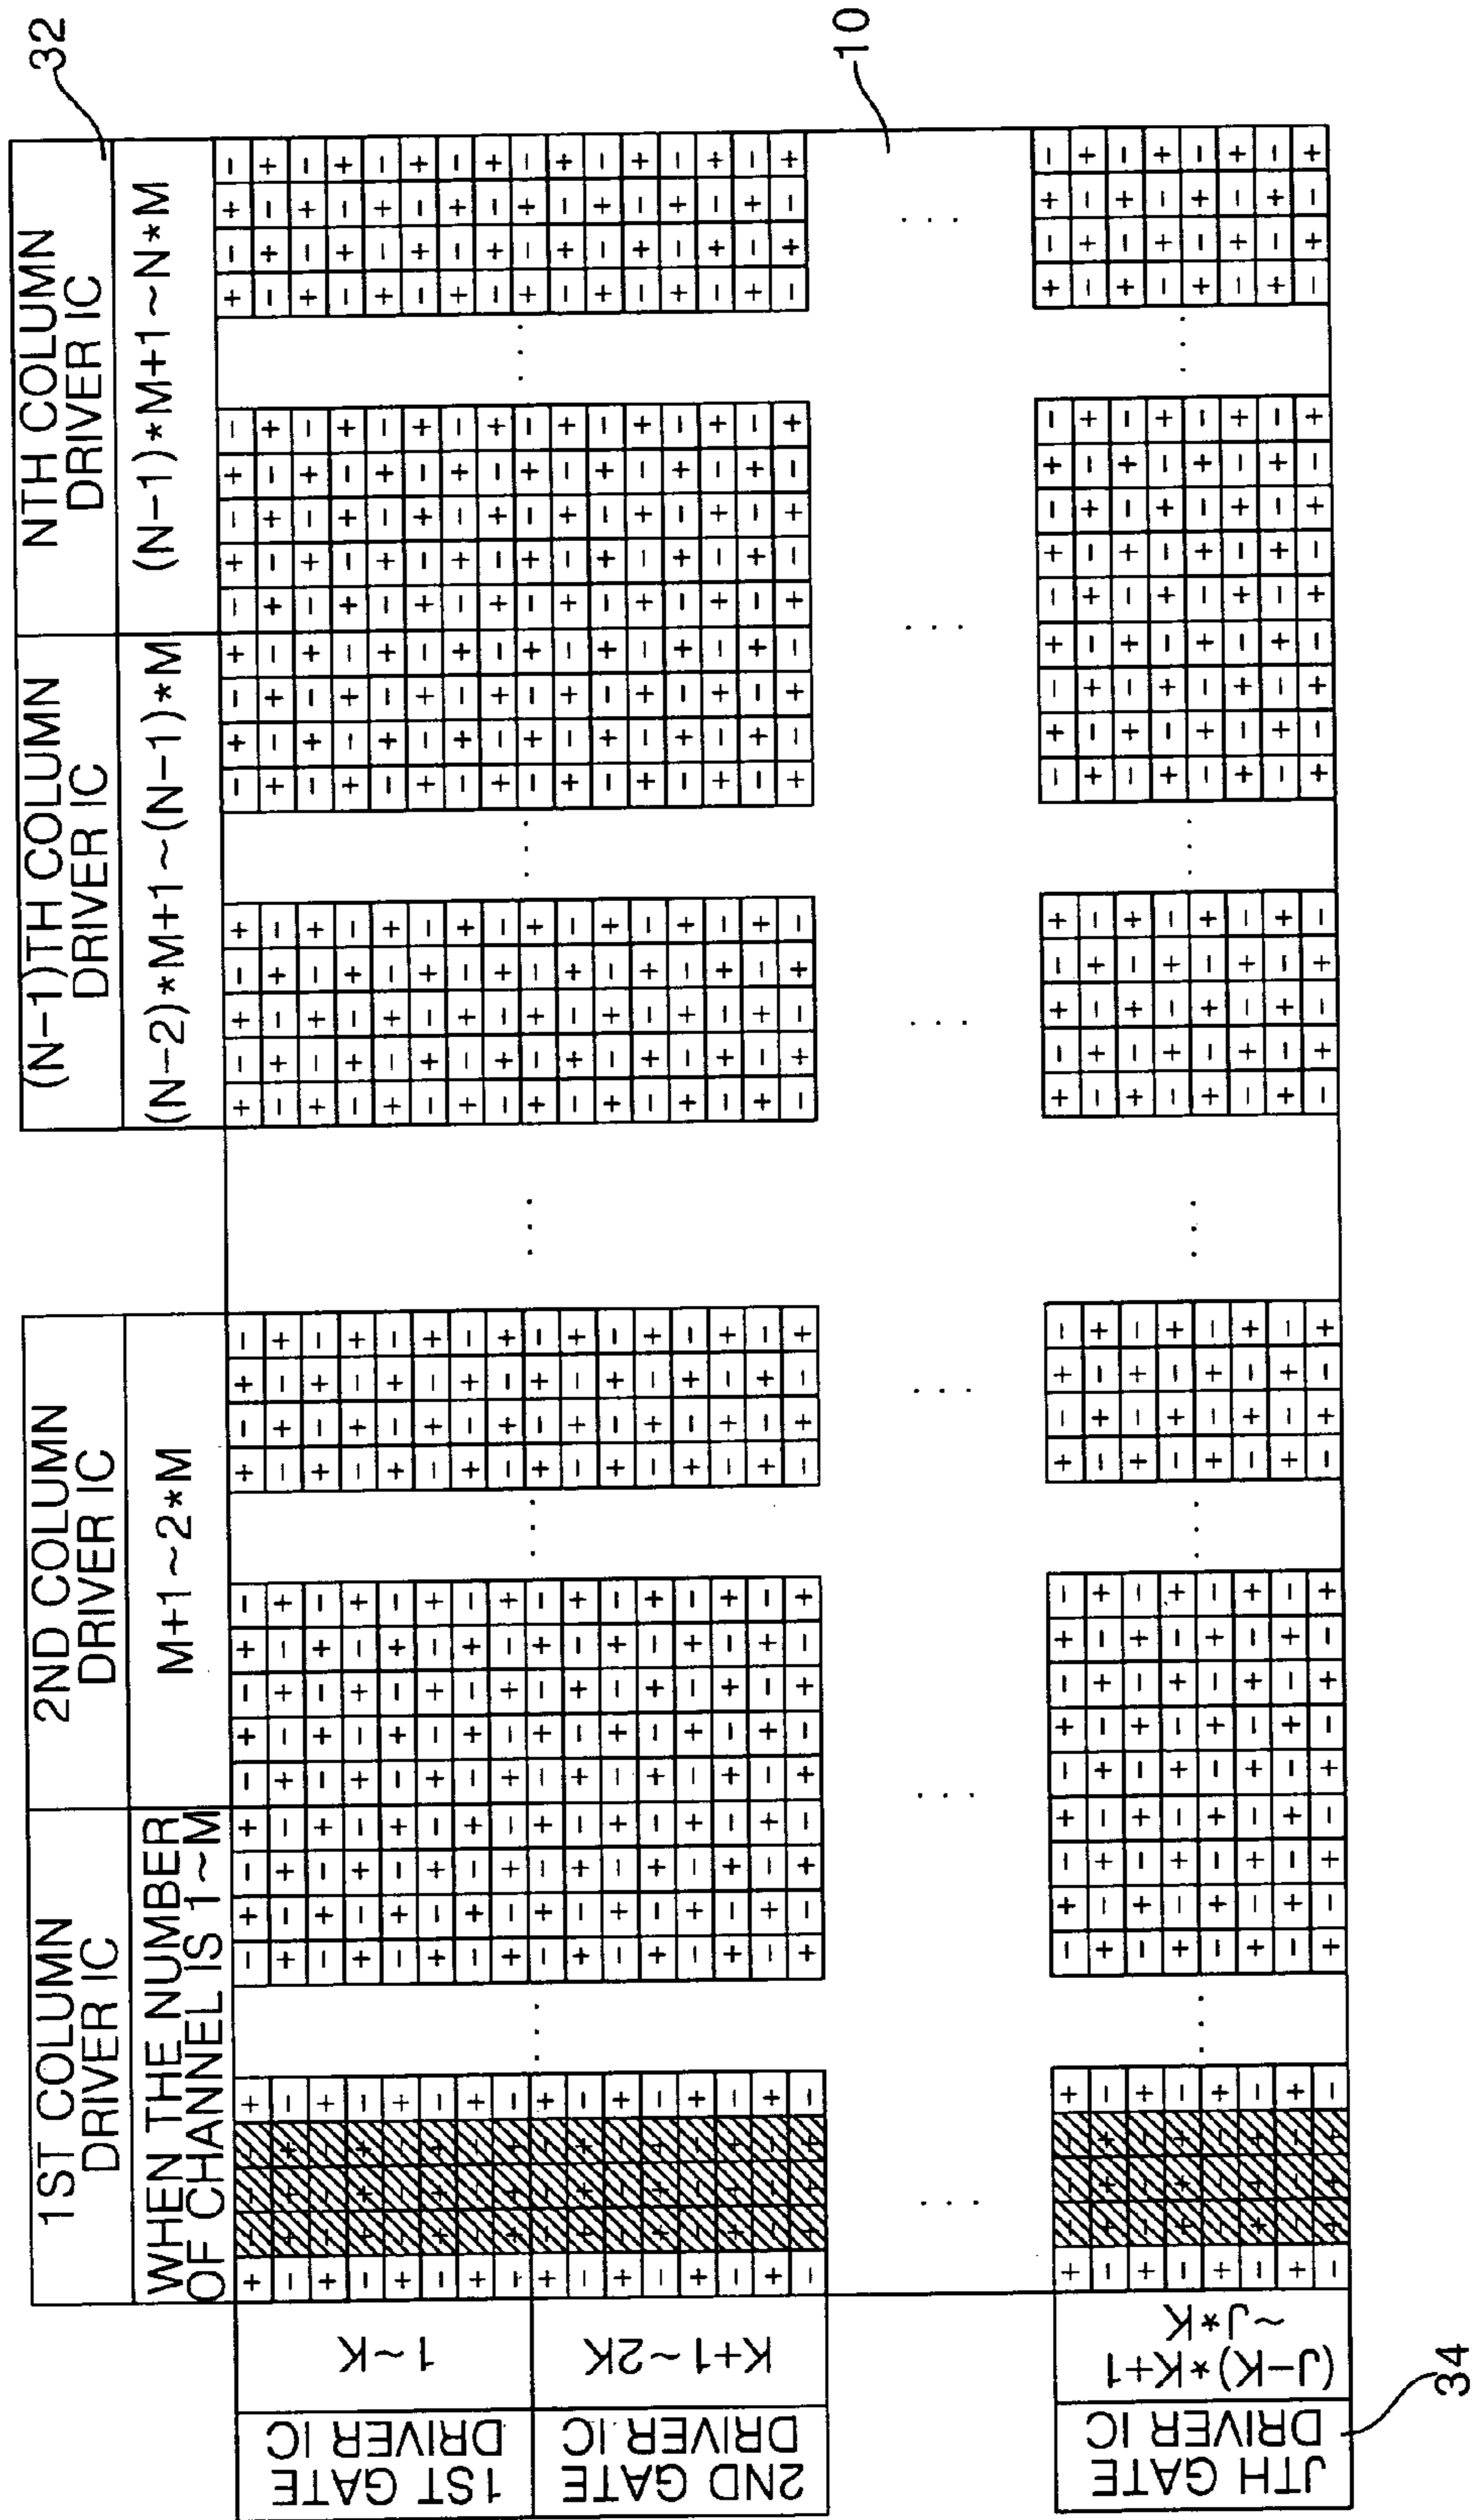 1ST COLUMN
DRIVER IC
2ND COLUMN
DRIVER IC
(N-1)TH COLUMN
DRIVER IC
NTH COLUMN
DRIVER IC
32
WHEN THE NUMBER
OF CHANNEL IS 1~M
M+1~2*M
(N-2)*M+1~(N-1)*M
(N-1)*M+1~N*M
1ST GATE
DRIVER IC
1~K
2ND GATE
DRIVER IC
K+1~2K
10
JTH GATE
DRIVER IC
(J-K)*K+1
~J*K
34